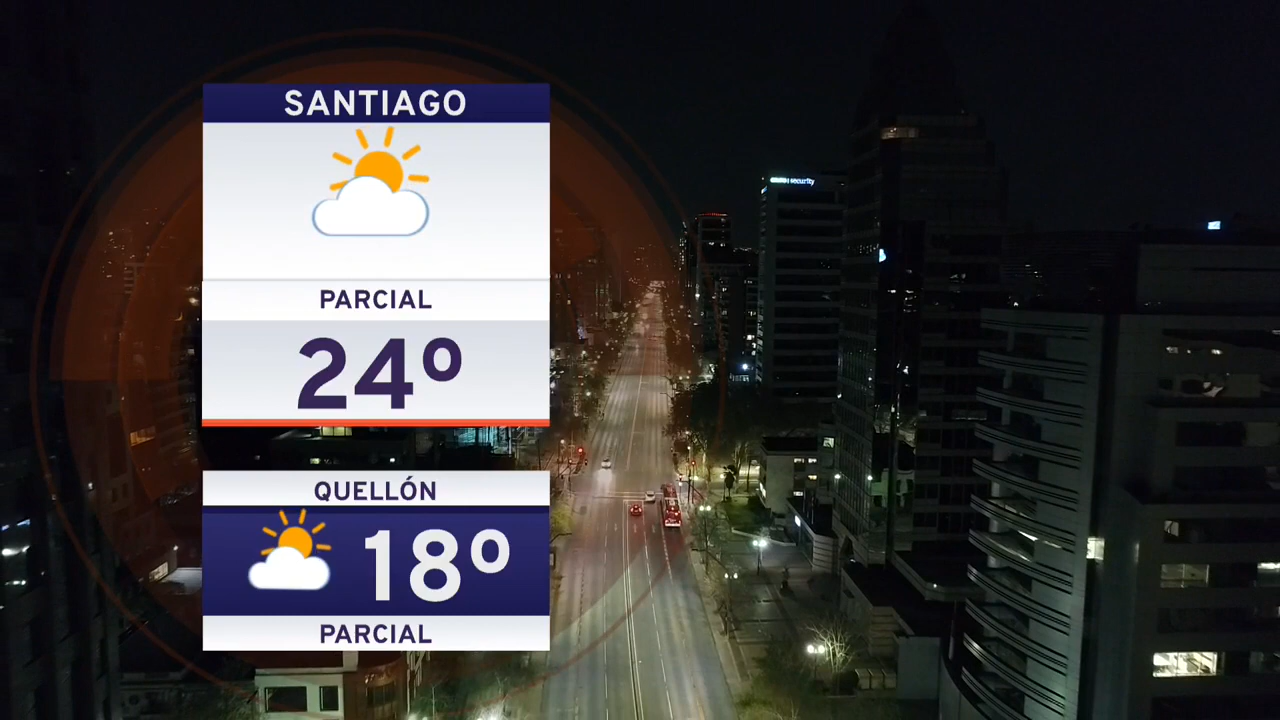 SANTIAGO
PARCIAL
24º
QUELLÓN
18º
PARCIAL
security